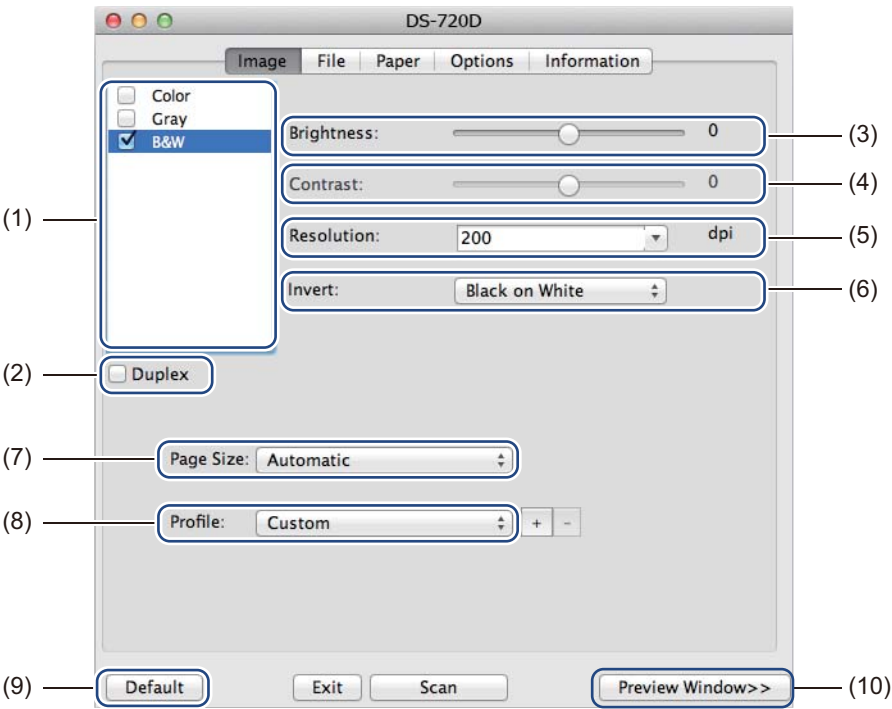 DS-720D
Image File Paper Options Information
Color
Gray
B&W
Brightness: 0 (3)
Contrast: 0 (4)
(1)
Resolution: 200 dpi (5)
Invert: Black on White (6)
(2) Duplex
(7) Page Size: Automatic
(8) Profile: Custom + -
(9) Default Exit Scan Preview Window>> (10)